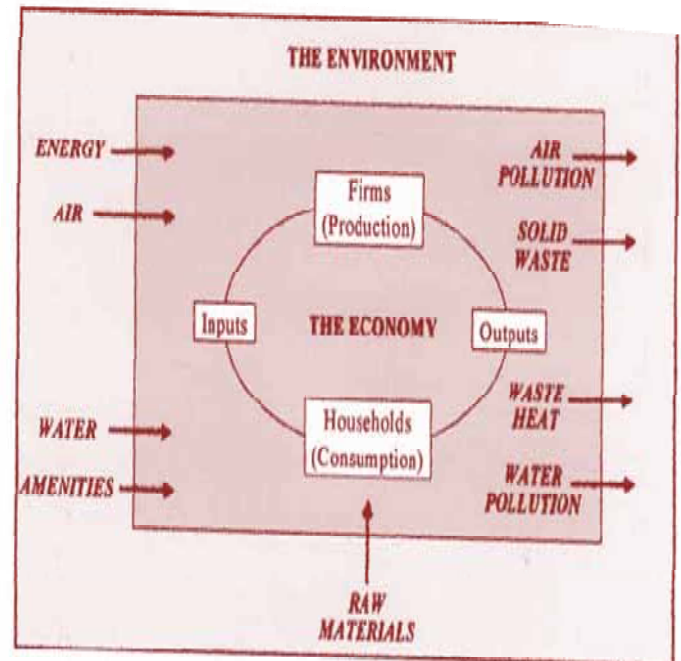 THE ENVIRONMENT
ENERGY
AIR
WATER
AMENITIES
Firms
(Production)
Inputs
THE ECONOMY
Outputs
Households
(Consumption)
AIR
POLLUTION
SOLID
WASTE
WASTE
HEAT
WATER
POLLUTION
RAW
MATERIALS